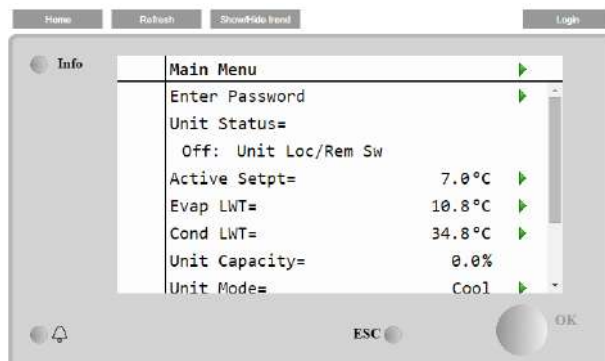 Home Refresh Show/Hide trend Login
Info
Main Menu
Enter Password
Unit Status=
Off: Unit Loc/Rem Sw
Active Setpt= 7.0°C
Evap LWT= 10.8°C
Cond LWT= 34.8°C
Unit Capacity= 0.0%
Unit Mode= Cool
ESC OK